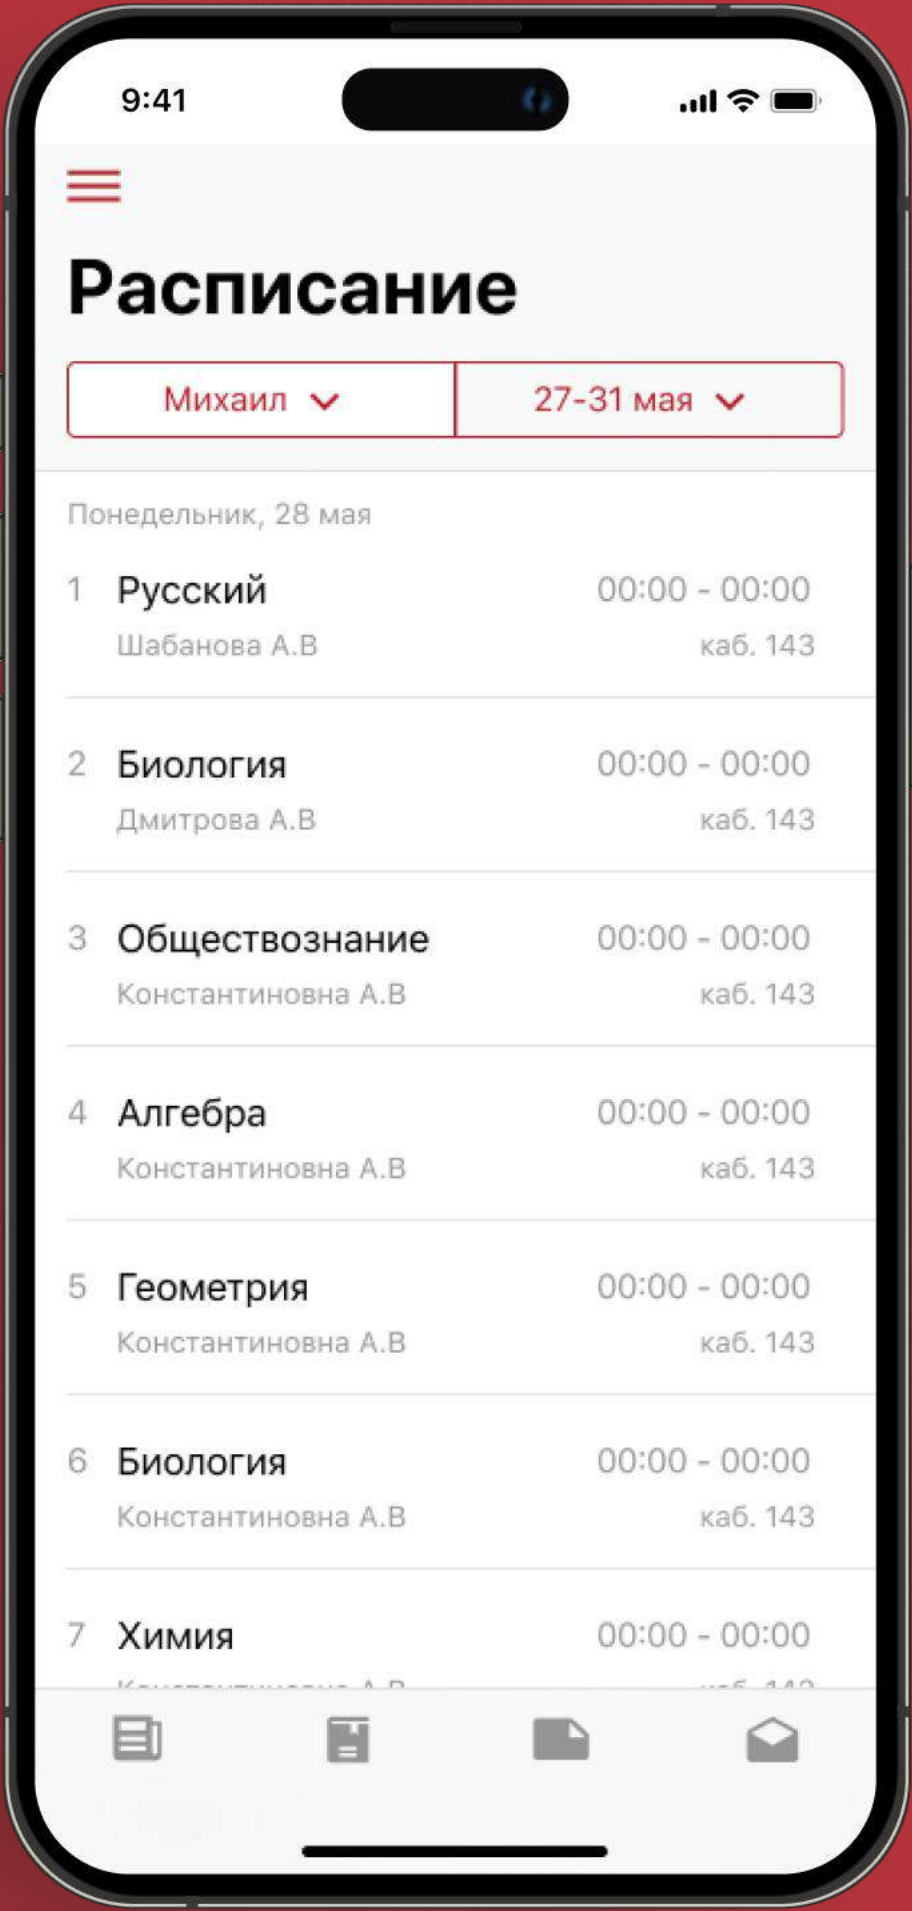 9:41
Расписание
Михаил
27-31 мая
Понедельник, 28 мая
1 Русский 00:00 - 00:00
Шабанова А.В каб. 143
2 Биология 00:00 - 00:00
Дмитрова А.В каб. 143
3 Обществознание 00:00 - 00:00
Константиновна А.В каб. 143
4 Алгебра 00:00 - 00:00
Константиновна А.В каб. 143
5 Геометрия 00:00 - 00:00
Константиновна А.В каб. 143
6 Биология 00:00 - 00:00
Константиновна А.В каб. 143
7 Химия 00:00 - 00:00